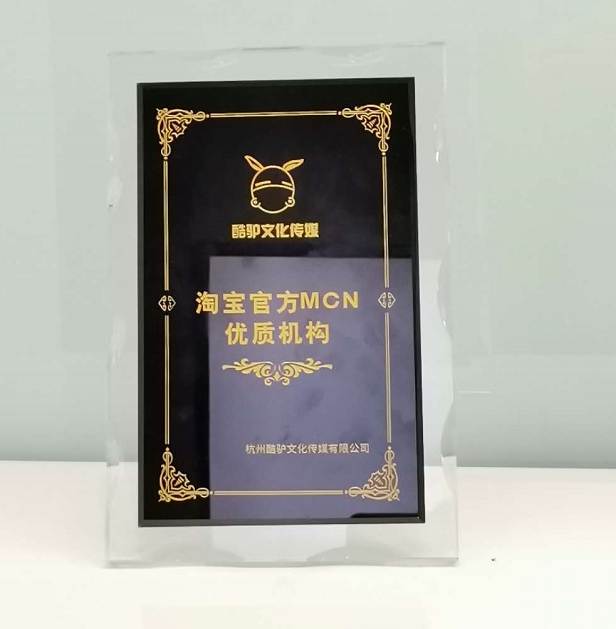 酷驴文化传媒
淘宝官方MCN
优质机构
杭州酷驴文化传媒有限公司